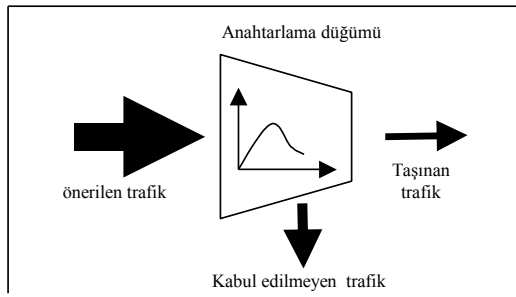 Anahtarlama düğümü
önerilen trafik
Taşınan
trafik
Kabul edilmeyen trafik